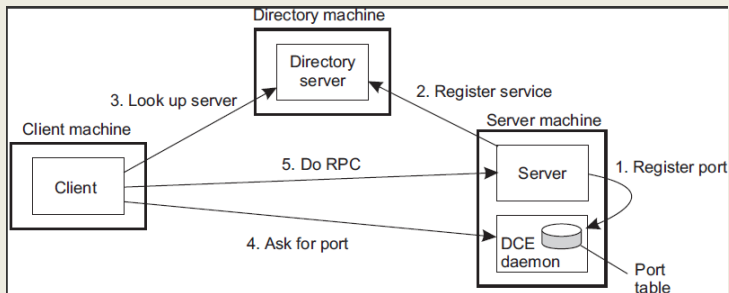 Directory machine
Directory
server
3. Look up server
2. Register service
Client machine
Server machine
5. Do RPC
1. Register port
Client
Server
4. Ask for port
DCE
daemon
Port
table